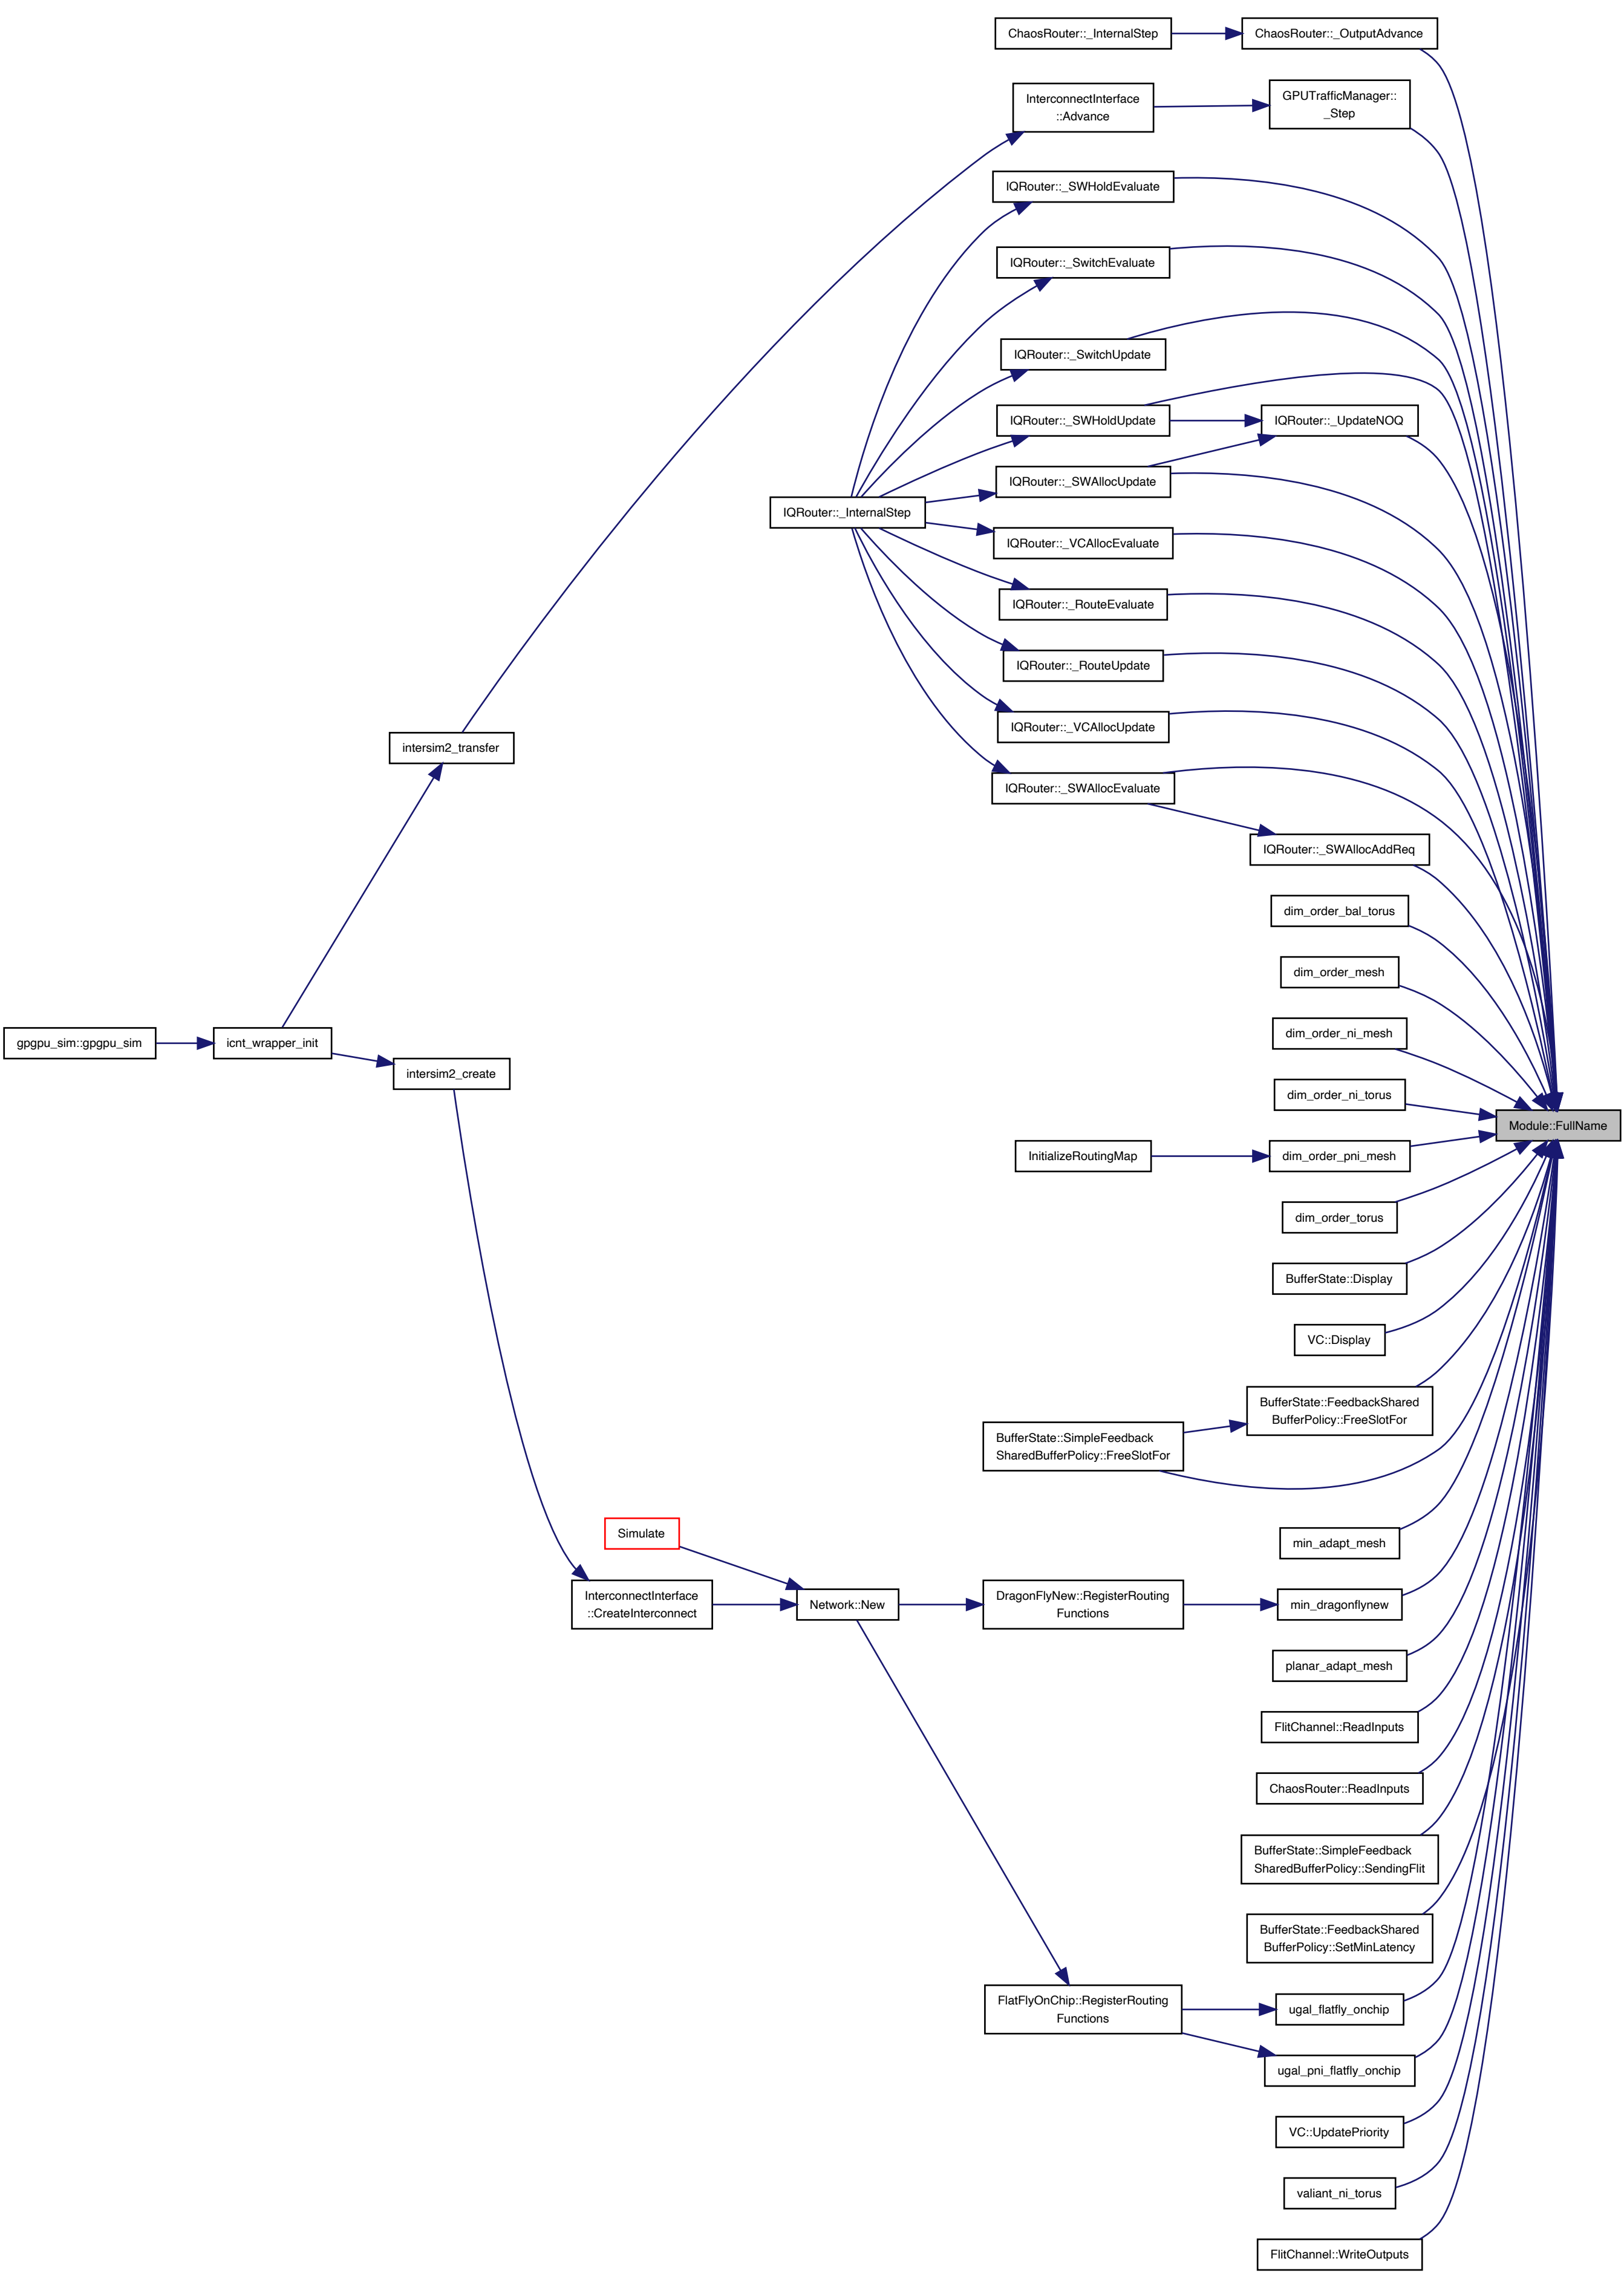 ChaosRouter::_InternalStep
ChaosRouter::_OutputAdvance
InterconnectInterface
::Advance
GPUTrafficManager::
_Step
IQRouter::_SWHoldEvaluate
IQRouter::_SwitchEvaluate
IQRouter::_SwitchUpdate
IQRouter::_SWHoldUpdate
IQRouter::_UpdateNOQ
IQRouter::_SWAllocUpdate
IQRouter::_InternalStep
IQRouter::_VCAllocEvaluate
IQRouter::_RouteEvaluate
IQRouter::_RouteUpdate
IQRouter::_VCAllocUpdate
intersim2_transfer
IQRouter::_SWAllocEvaluate
IQRouter::_SWAllocAddReq
dim_order_bal_torus
dim_order_mesh
dim_order_ni_mesh
gpgpu_sim::gpgpu_sim
icnt_wrapper_init
intersim2_create
dim_order_ni_torus
Module::FullName
InitializeRoutingMap
dim_order_pni_mesh
dim_order_torus
BufferState::Display
VC::Display
BufferState::FeedbackShared
BufferPolicy::FreeSlotFor
BufferState::SimpleFeedback
SharedBufferPolicy::FreeSlotFor
Simulate
min_adapt_mesh
InterconnectInterface
::CreateInterconnect
Network::New
DragonFlyNew::RegisterRouting
Functions
min_dragonflynew
planar_adapt_mesh
FlitChannel::ReadInputs
ChaosRouter::ReadInputs
BufferState::SimpleFeedback
SharedBufferPolicy::SendingFlit
BufferState::FeedbackShared
BufferPolicy::SetMinLatency
FlatFlyOnChip::RegisterRouting
Functions
ugal_flatfly_onchip
ugal_pni_flatfly_onchip
VC::UpdatePriority
valiant_ni_torus
FlitChannel::WriteOutputs